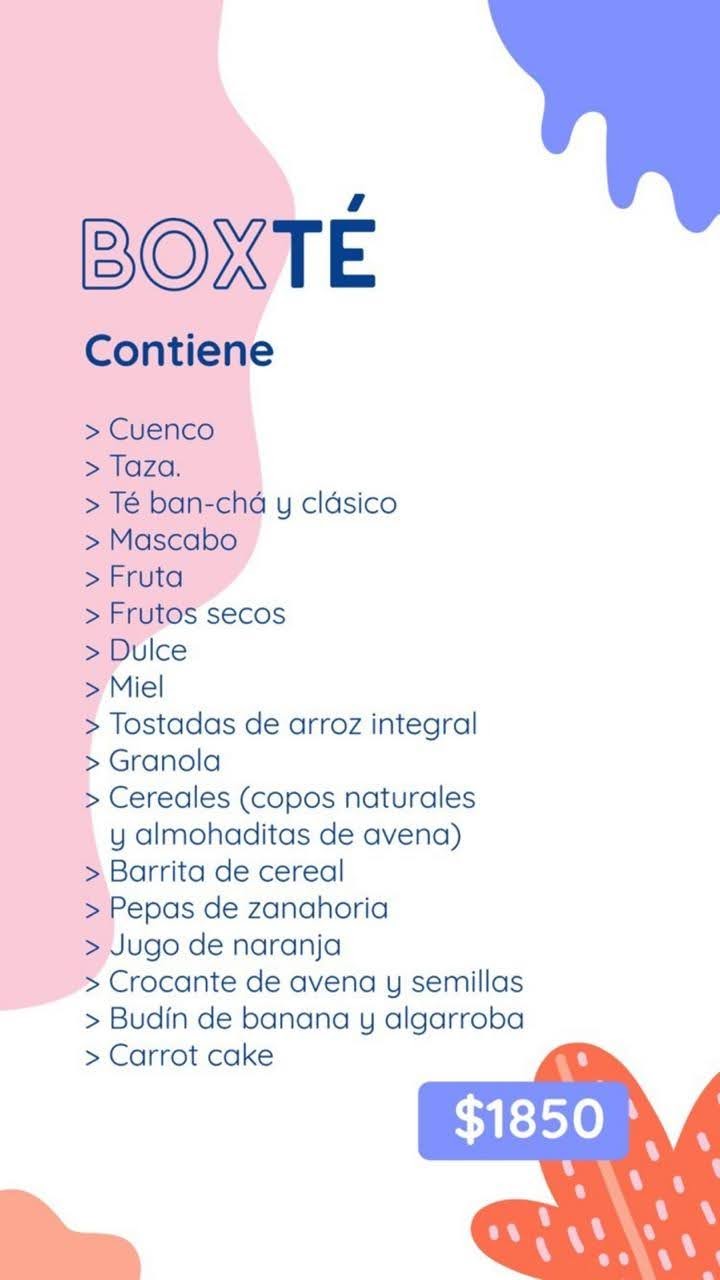 BOXTÉ
Contiene
> Cuenco
> Taza.
> Té ban-chá y clásico
> Mascabo
> Fruta
> Frutos secos
> Dulce
> Miel
> Tostadas de arroz integral
> Granola
> Cereales (copos naturales
y almohaditas de avena)
> Barrita de cereal
> Pepas de zanahoria
> Jugo de naranja
> Crocante de avena y semillas
> Budín de banana y algarroba
> Carrot cake
$1850